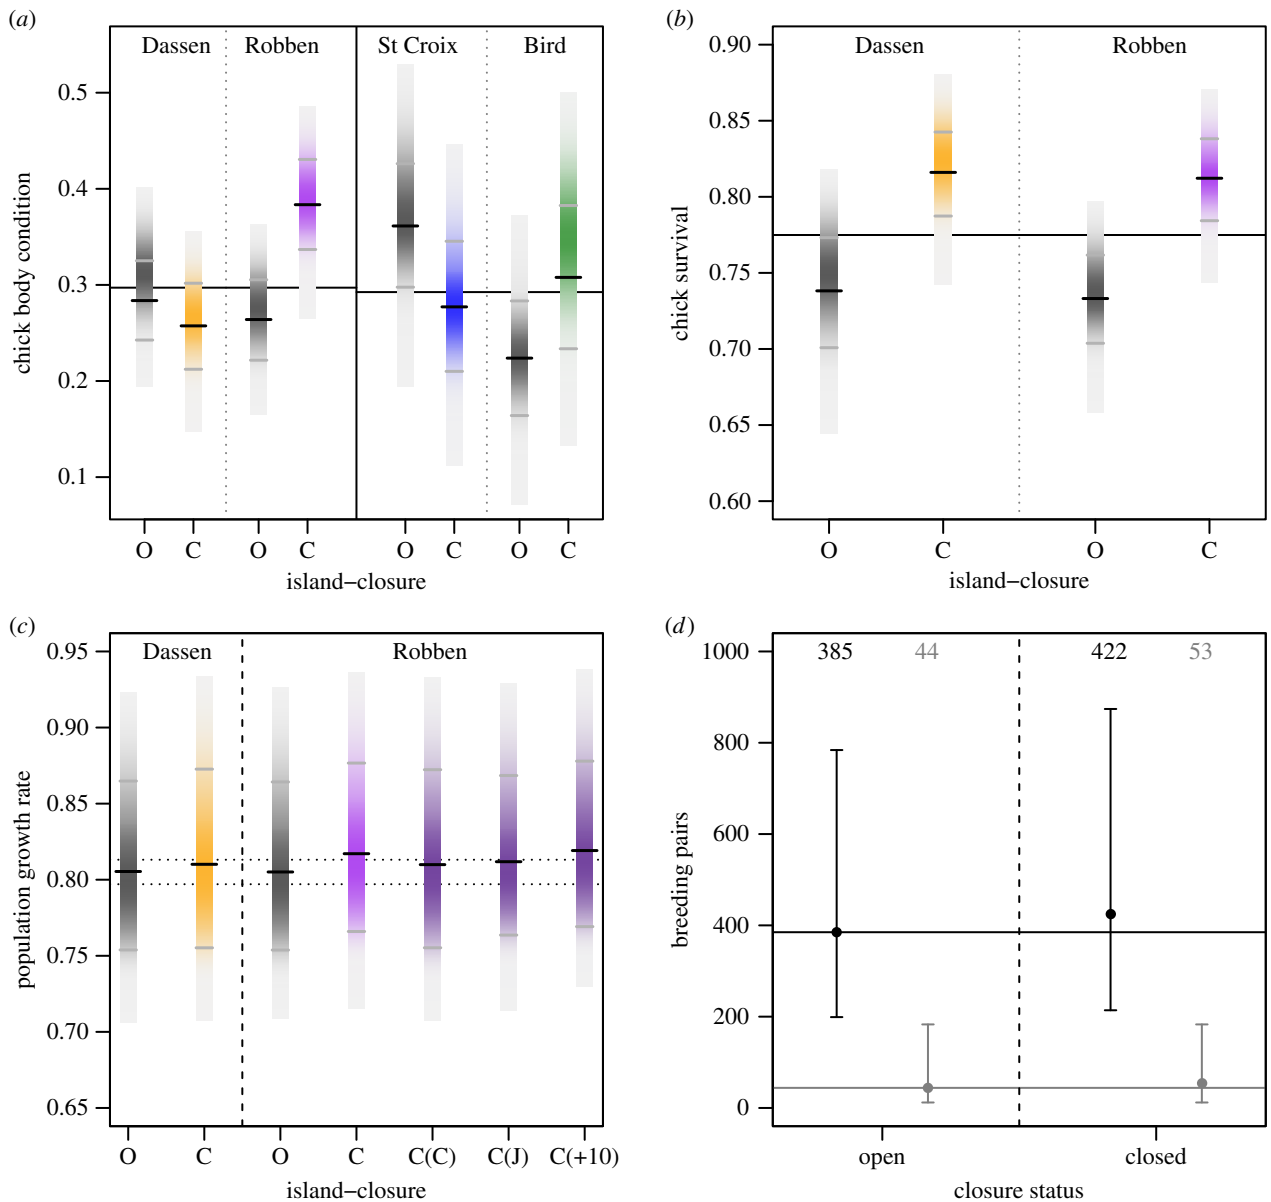 (a)
Dassen Robben St Croix Bird
0.5
0.4
0.3
0.2
0.1
chick body condition
O C O C O C O C
island–closure
(b)
Dassen Robben
0.90
0.85
0.80
0.75
0.70
0.65
0.60
chick survival
O C O C
island–closure
(c)
Dassen Robben
0.95
0.90
0.85
0.80
0.75
0.70
0.65
population growth rate
O C O C C(C) C(J) C(+10)
island–closure
(d)
385 44 422 53
1000
800
600
400
200
0
breeding pairs
open closed
closure status